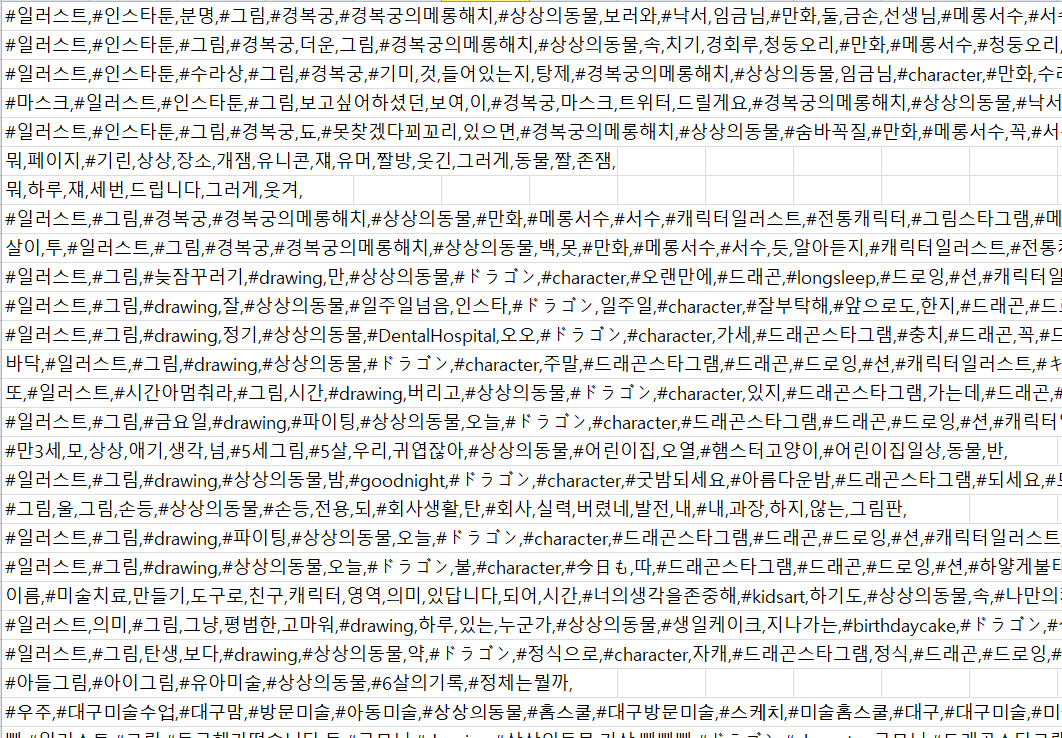 #일러스트,#인스타툰,분명,#그림,#경복궁,#경복궁의메롱해치,#상상의동물,보러와,#낙서,임금님,#만화,둘,금손,선생님,#메롱서수,#서
#일러스트,#인스타툰,#그림,#경복궁,더운,그림,#경복궁의메롱해치,#상상의동물,속,치기,경회루,청둥오리,#만화,#메롱서수,#청둥오리,
#일러스트,#인스타툰,#수라상,#그림,#경복궁,#기미,것,들어있는지,탕제,#경복궁의메롱해치,#상상의동물,임금님,#character,#만화,수라
#마스크,#일러스트,#인스타툰,#그림,보고싶어하셨던,보여,이,#경복궁,마스크,트위터,드릴게요,#경복궁의메롱해치,#상상의동물,#낙서
#일러스트,#인스타툰,#그림,#경복궁,됴,#못찾겠다꾀꼬리,있으면,#경복궁의메롱해치,#상상의동물,#숨바꼭질,#만화,#메롱서수,꼭,#서
뭐,페이지,#기린,상상,장소,개잼,유니콘,쟤,유머,짤방,웃긴,그러게,동물,짤,존잼,
뭐,하루,쟤,세번,드립니다,그러게,웃겨,
#일러스트,#그림,#경복궁,#경복궁의메롱해치,#상상의동물,#만화,#메롱서수,#서수,#캐릭터일러스트,#전통캐릭터,#그림스타그램,#메
살이,투,#일러스트,#그림,#경복궁,#경복궁의메롱해치,#상상의동물,백,못,#만화,#메롱서수,#서수,듯,알아듣지,#캐릭터일러스트,#전통
#일러스트,#그림,#늦잠꾸러기,#drawing,만,#상상의동물,#ドラゴン,#character,#오랜만에,#드래곤,#longsleep,#드로잉,#션,#캐릭터일
#일러스트,#그림,#drawing,잘,#상상의동물,#일주일넘음,인스타,#ドラゴン,일주일,#character,#잘부탁해,#앞으로도,한지,#드래곤,#드
#일러스트,#그림,#drawing,정기,#상상의동물,#DentalHospital,오오,#ドラゴン,#character,가세,#드래곤스타그램,#충치,#드래곤,꼭,#드
바닥,#일러스트,#그림,#drawing,#상상의동물,#ドラゴン,#character,주말,#드래곤스타그램,#드래곤,#드로잉,#션,#캐릭터일러스트,#キ
또,#일러스트,#시간아멈춰라,#그림,시간,#drawing,버리고,#상상의동물,#ドラゴン,#character,있지,#드래곤스타그램,가는데,#드래곤,#
#일러스트,#그림,#금요일,#drawing,#파이팅,#상상의동물,오늘,#ドラゴン,#character,#드래곤스타그램,#드래곤,#드로잉,#션,#캐릭터
#만3세,모,상상,애기,생각,넘,#5세그림,#5살,우리,귀엽잖아,#상상의동물,#어린이집,오열,#햄스터고양이,#어린이집일상,동물,반,
#일러스트,#그림,#drawing,#상상의동물,밤,#goodnight,#ドラゴン,#character,#굿밤되세요,#아름다운밤,#드래곤스타그램,#되세요,#드
#그림,울,그림,손등,#상상의동물,#손등,전용,되,#회사생활,탄,#회사,실력,버렸네,발전,내,#내,과장,하지,않는,그림판,
#일러스트,#그림,#drawing,#파이팅,#상상의동물,오늘,#ドラゴン,#character,#드래곤스타그램,#드래곤,#드로잉,#션,#캐릭터일러스트,
#일러스트,#그림,#drawing,#상상의동물,오늘,#ドラゴン,불,#character,#今日も,따,#드래곤스타그램,#드래곤,#드로잉,#션,#하얗게불태
이름,#미술치료,만들기,도구로,친구,캐릭터,영역,의미,있답니다,되어,시간,#너의생각을존중해,#kidsart,하기도,#상상의동물,속,#나만의
#일러스트,의미,#그림,그냥,평범한,고마워,#drawing,하루,있는,누군가,#상상의동물,#생일케이크,지나가는,#birthdaycake,#ドラゴン,#
#일러스트,#그림,탄생,보다,#drawing,#상상의동물,약,#ドラゴン,#정식으로,#character,자캐,#드래곤스타그램,정식,#드래곤,#드로잉,#
#아들그림,#아이그림,#유아미술,#상상의동물,#6살의기록,#정체는뭘까,
#우주,#대구미술수업,#대구맘,#방문미술,#아동미술,#상상의동물,#홈스쿨,#대구방문미술,#스케치,#미술홈스쿨,#대구,#대구미술,#미